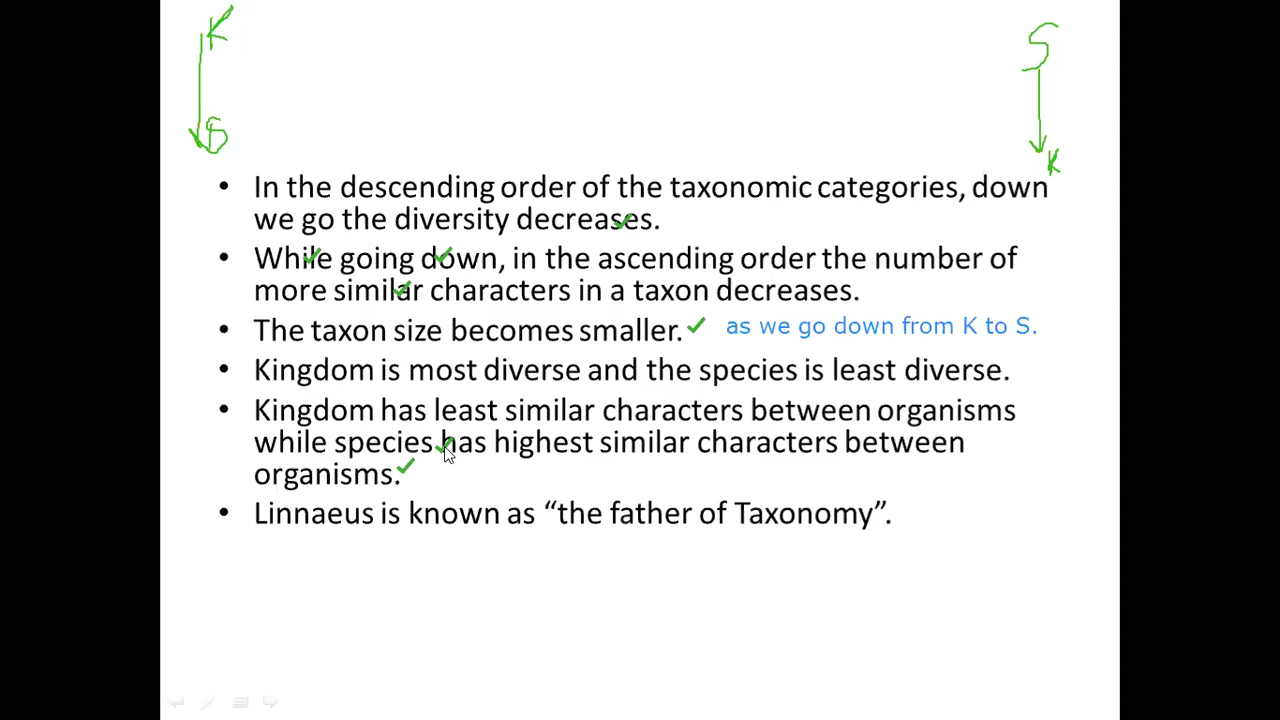 K
S
S
K
• In the descending order of the taxonomic categories, down
we go the diversity decreases.
• While going down, in the ascending order the number of
more similar characters in a taxon decreases.
• The taxon size becomes smaller. as we go down from K to S.
• Kingdom is most diverse and the species is least diverse.
• Kingdom has least similar characters between organisms
while species has highest similar characters between
organisms.
• Linnaeus is known as “the father of Taxonomy”.